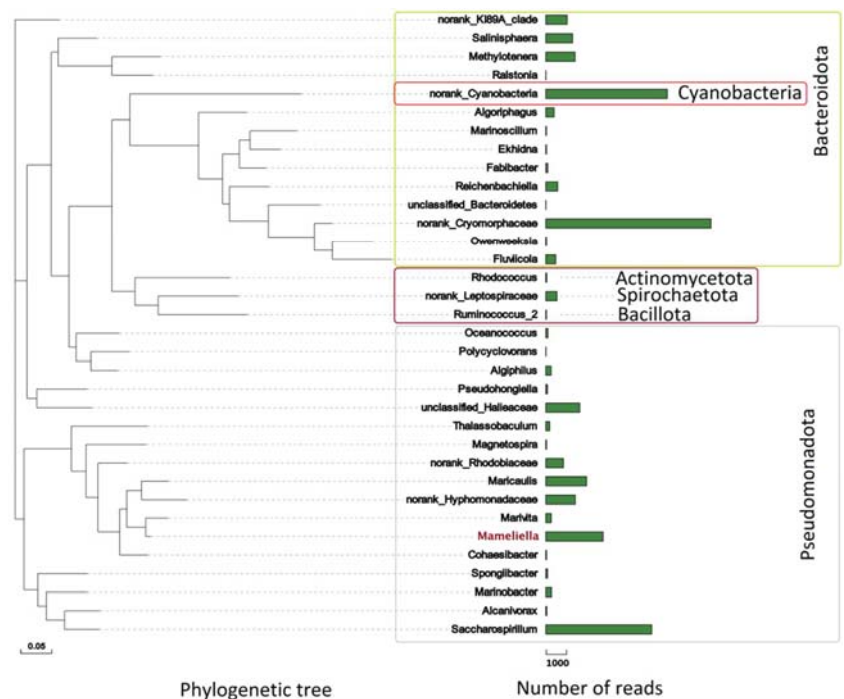 norank_KI89A_clade
Salinisphaera
Methylotenera
Ralstonia
norank_Cyanobacteria Cyanobacteria
Algoriphagus
Marinoscillum
Ekhidna
Fabibacter
Reichenbachiella
unclassified_Bacteroidetes
norank_Cryomorphaceae
Owenweeksia
Fluviicola
Bacteroidota
Rhodococcus Actinomycetota
norank_Leptospiraceae Spirochaetota
Ruminococcus_2 Bacillota
Oceanococcus
Polycyclovorans
Algiphilus
Pseudohongiella
unclassified_Halieaceae
Thalassobaculum
Magnetospira
norank_Rhodobiaceae
Maricaulis
norank_Hyphomonadaceae
Marivita
Mameliella
Cohaesibacter
Spongiibacter
Marinobacter
Alcanivorax
Saccharospirillum
Pseudomonadota
0.05
1000
Phylogenetic tree
Number of reads